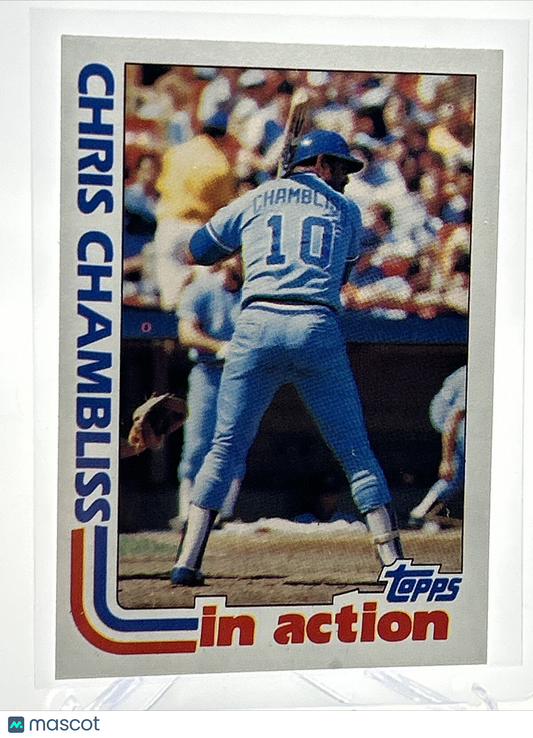 CHRIS CHAMBLISS
CHAMBLIS
10
TOPPS
in action
mascot